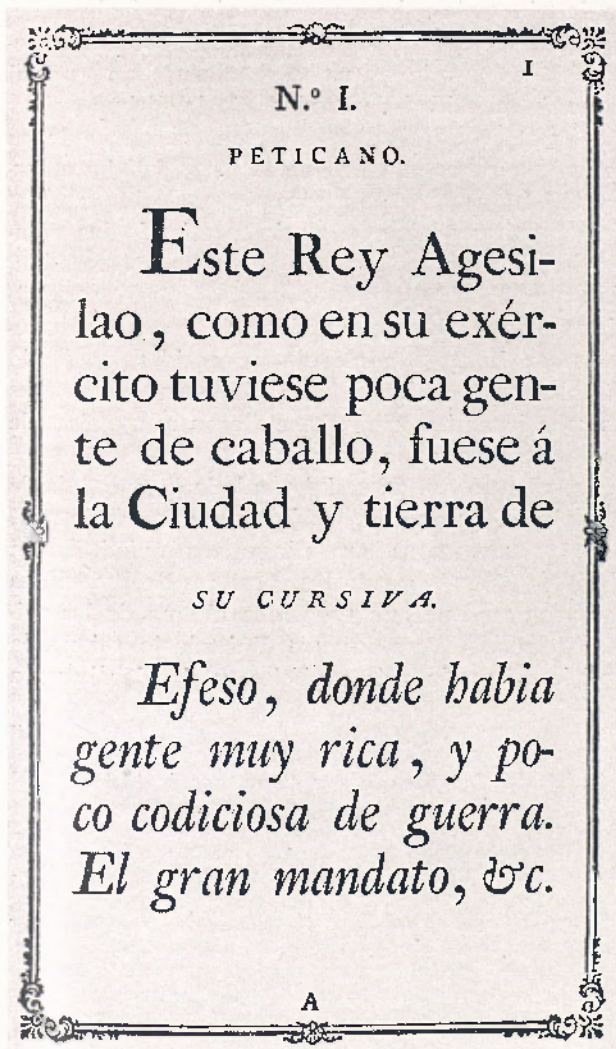 I
N.º I.
PETICANO.
Este Rey Agesi-
lao, como en su exér-
cito tuviese poca gen-
te de caballo, fuese á
la Ciudad y tierra de
SU CURSIVA.
Efeso, donde habia
gente muy rica, y po-
co codiciosa de guerra.
El gran mandato, &c.
A